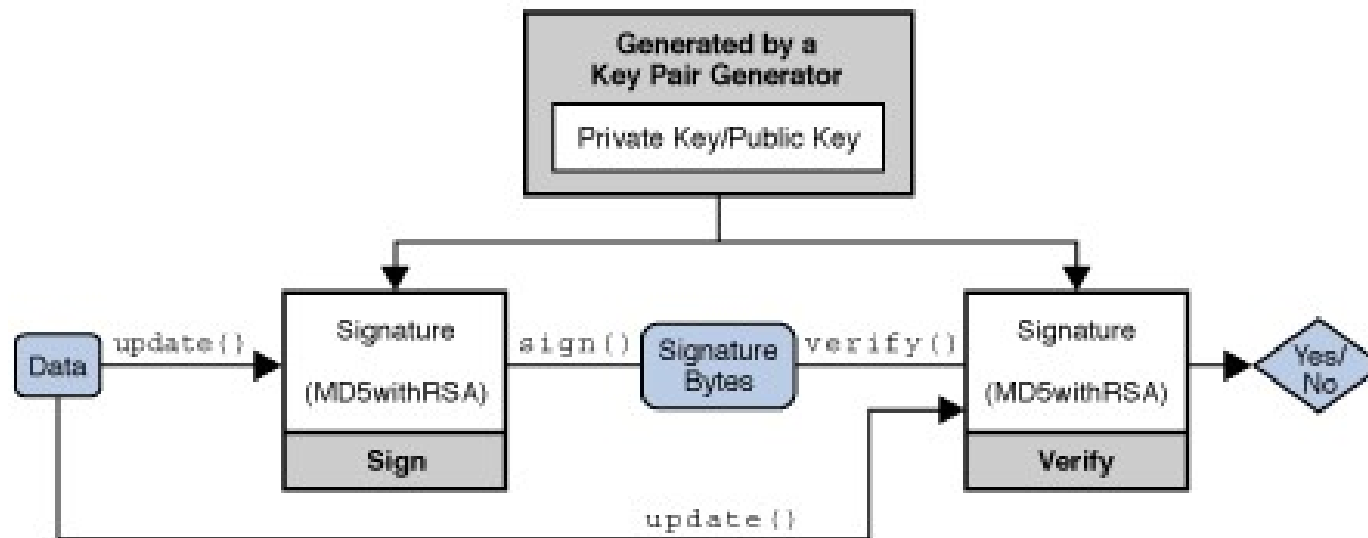 Generated by a
Key Pair Generator
Private Key/Public Key
Data
update()
Signature
(MD5withRSA)
Sign
sign()
Signature
Bytes
verify()
Signature
(MD5withRSA)
Verify
Yes/
No
update()